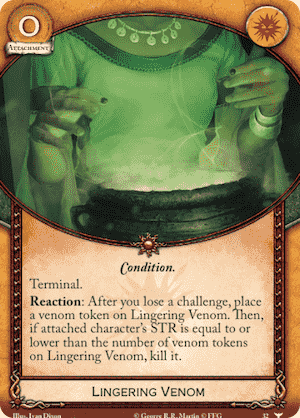 0
ATTACHMENT
Condition.
Terminal.
Reaction: After you lose a challenge, place
a venom token on Lingering Venom. Then,
if attached character's STR is equal to or
lower than the number of venom tokens
on Lingering Venom, kill it.
LINGERING VENOM
Illus. Ivan Dixon © George R.R. Martin © FFG 32